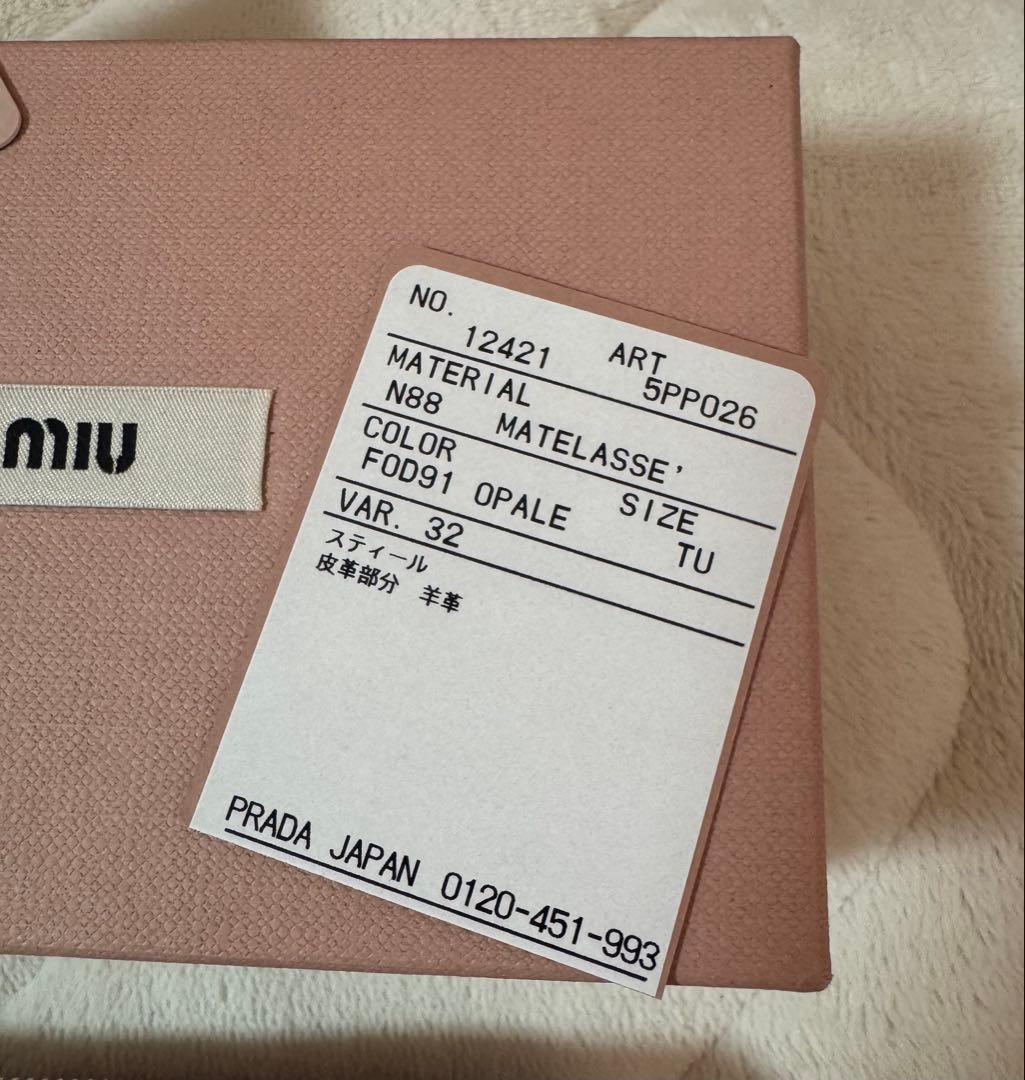 miu
NO. ART
12421 5PP026
MATERIAL
N88 MATELASSE'
COLOR SIZE
F0D91 OPALE TU
VAR. 32
スティール
皮革部分 羊革
PRADA JAPAN 0120-451-993